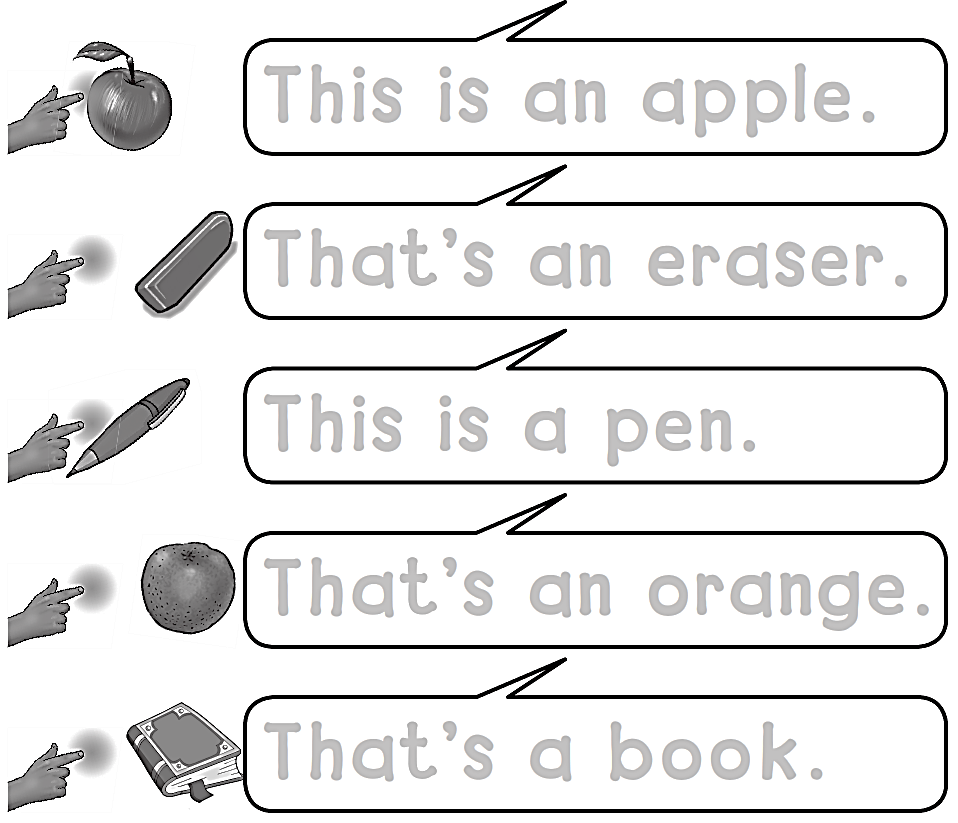 This is an apple.
That's an eraser.
This is a pen.
That's an orange.
That's a book.